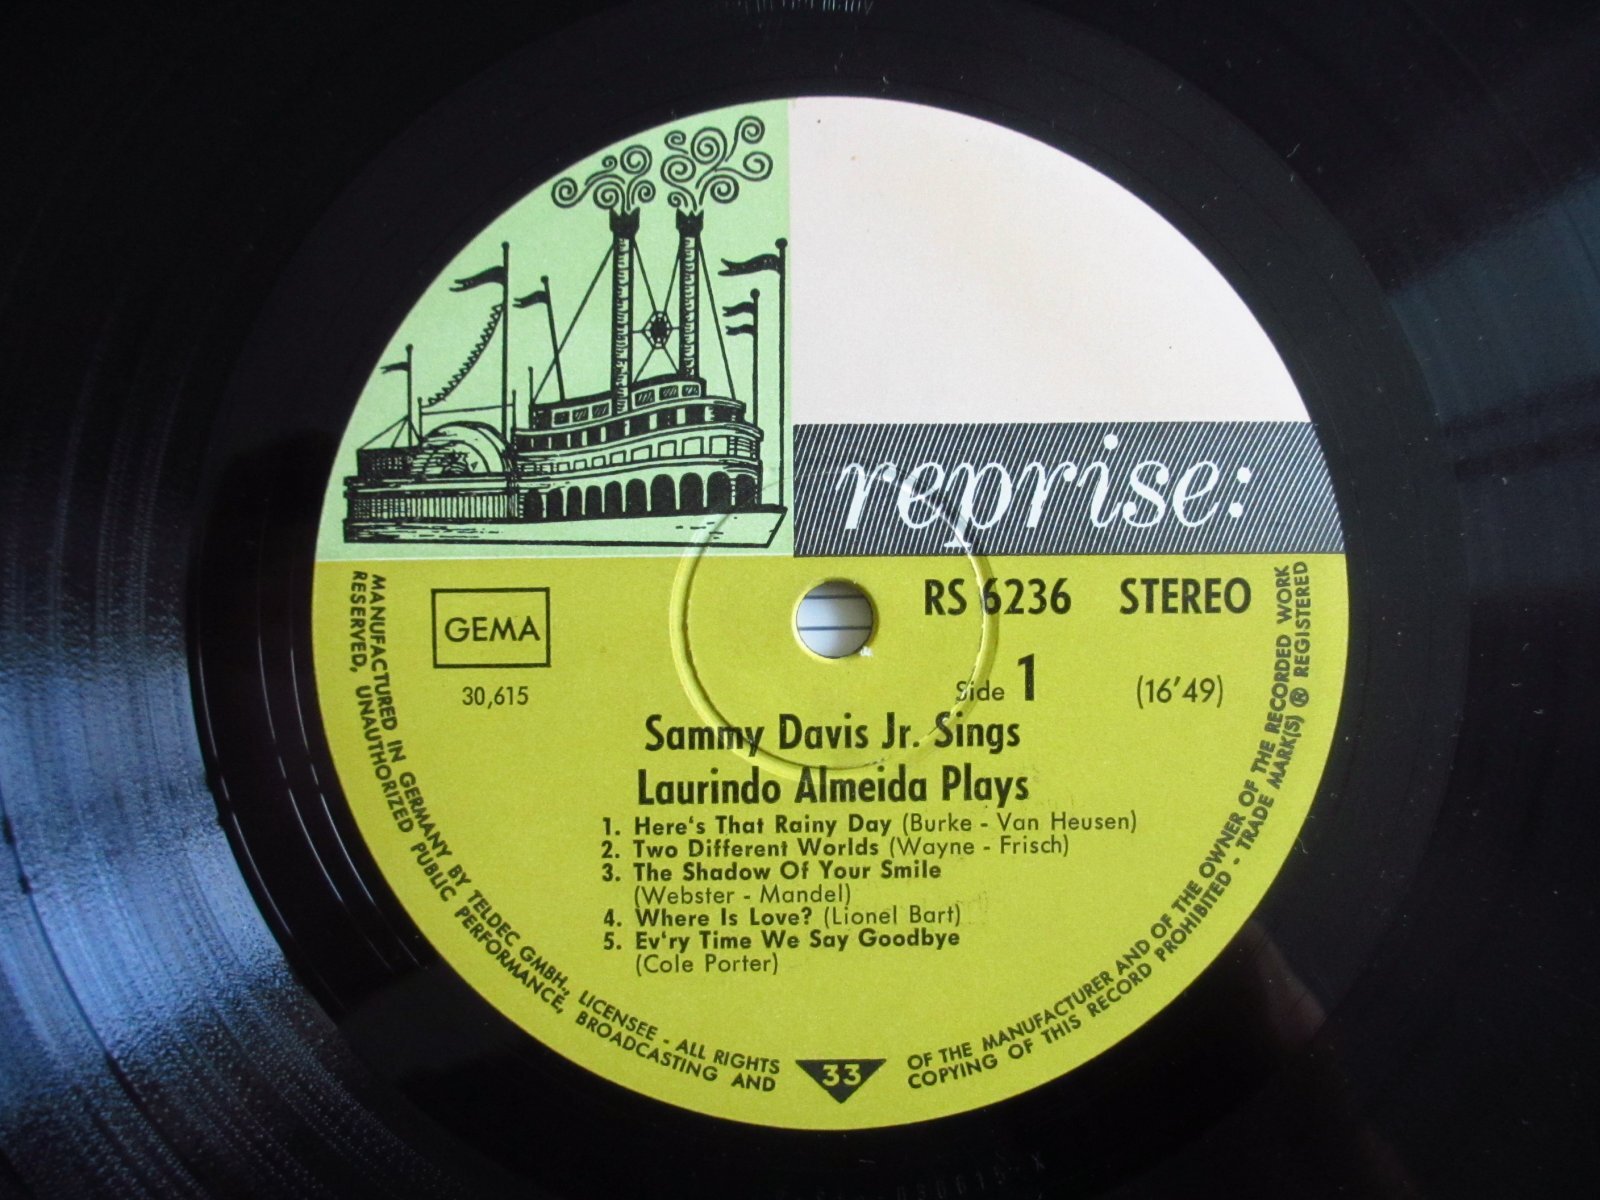 reprise:
GEMA
30,615
RS 6236 STEREO
Side 1 (16'49)
Sammy Davis Jr. Sings
Laurindo Almeida Plays
1. Here's That Rainy Day (Burke - Van Heusen)
2. Two Different Worlds (Wayne - Frisch)
3. The Shadow Of Your Smile
(Webster - Mandel)
4. Where Is Love? (Lionel Bart)
5. Ev'ry Time We Say Goodbye
(Cole Porter)
33
MANUFACTURED IN GERMANY BY TELDEC GMBH., LICENSEE - ALL RIGHTS OF THE MANUFACTURER AND OF THE OWNER OF THE RECORDED WORK
RESERVED, UNAUTHORIZED PUBLIC PERFORMANCE, BROADCASTING AND COPYING OF THIS RECORD PROHIBITED - TRADE MARK(S) ® REGISTERED